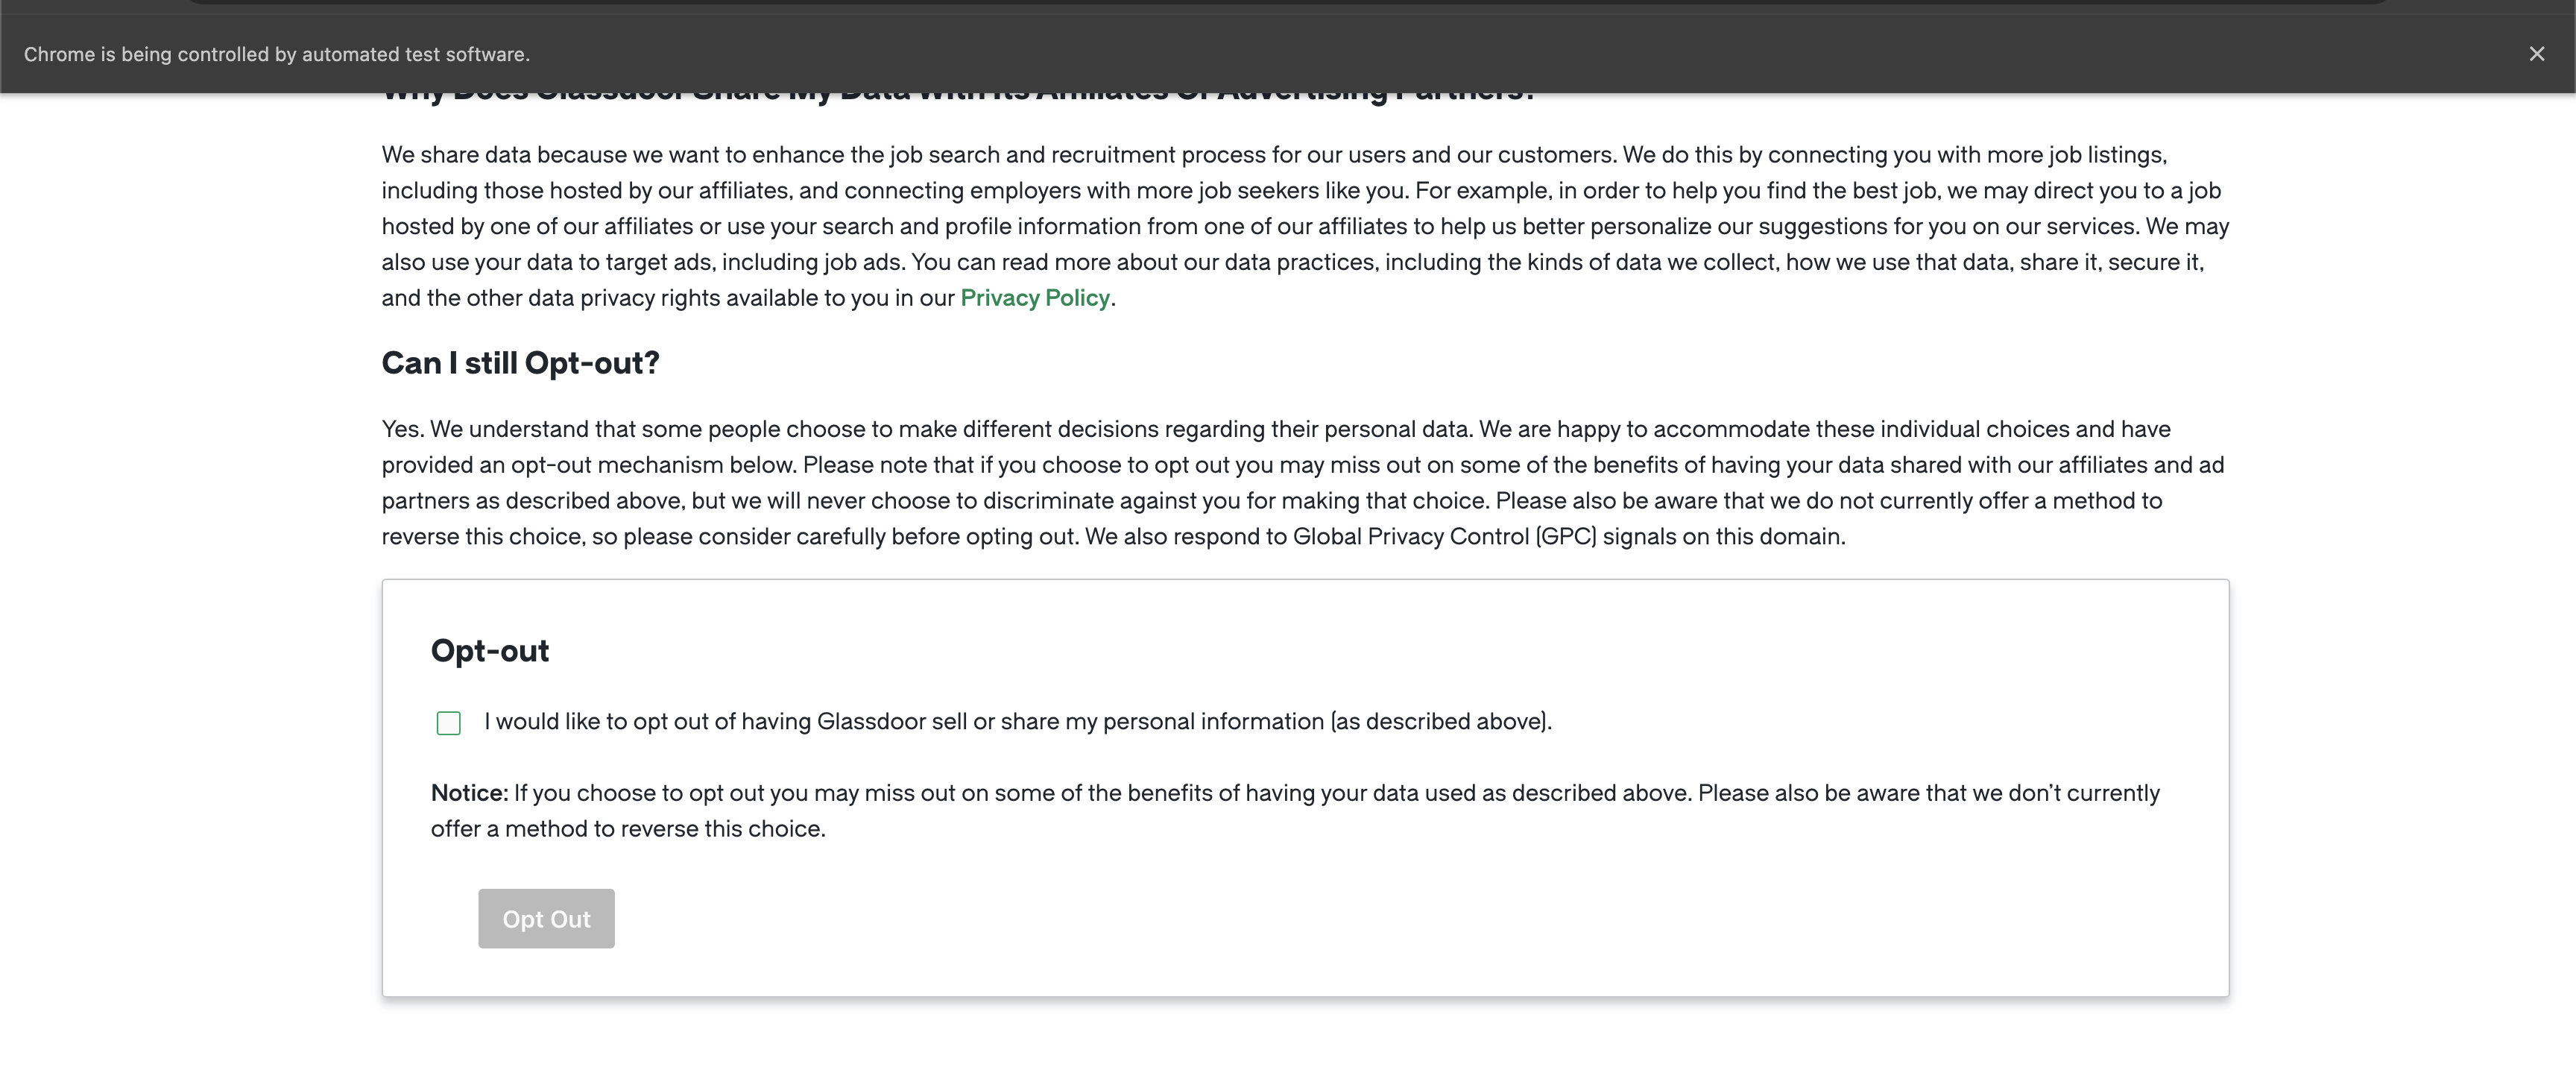 Chrome is being controlled by automated test software.
Why Does Glassdoor Share My Data With Its Affiliates Or Advertising Partners?
We share data because we want to enhance the job search and recruitment process for our users and our customers. We do this by connecting you with more job listings,
including those hosted by our affiliates, and connecting employers with more job seekers like you. For example, in order to help you find the best job, we may direct you to a job
hosted by one of our affiliates or use your search and profile information from one of our affiliates to help us better personalize our suggestions for you on our services. We may
also use your data to target ads, including job ads. You can read more about our data practices, including the kinds of data we collect, how we use that data, share it, secure it,
and the other data privacy rights available to you in our Privacy Policy.
Can I still Opt-out?
Yes. We understand that some people choose to make different decisions regarding their personal data. We are happy to accommodate these individual choices and have
provided an opt-out mechanism below. Please note that if you choose to opt out you may miss out on some of the benefits of having your data shared with our affiliates and ad
partners as described above, but we will never choose to discriminate against you for making that choice. Please also be aware that we do not currently offer a method to
reverse this choice, so please consider carefully before opting out. We also respond to Global Privacy Control (GPC) signals on this domain.
Opt-out
I would like to opt out of having Glassdoor sell or share my personal information (as described above).
Notice: If you choose to opt out you may miss out on some of the benefits of having your data used as described above. Please also be aware that we don't currently
offer a method to reverse this choice.
Opt Out